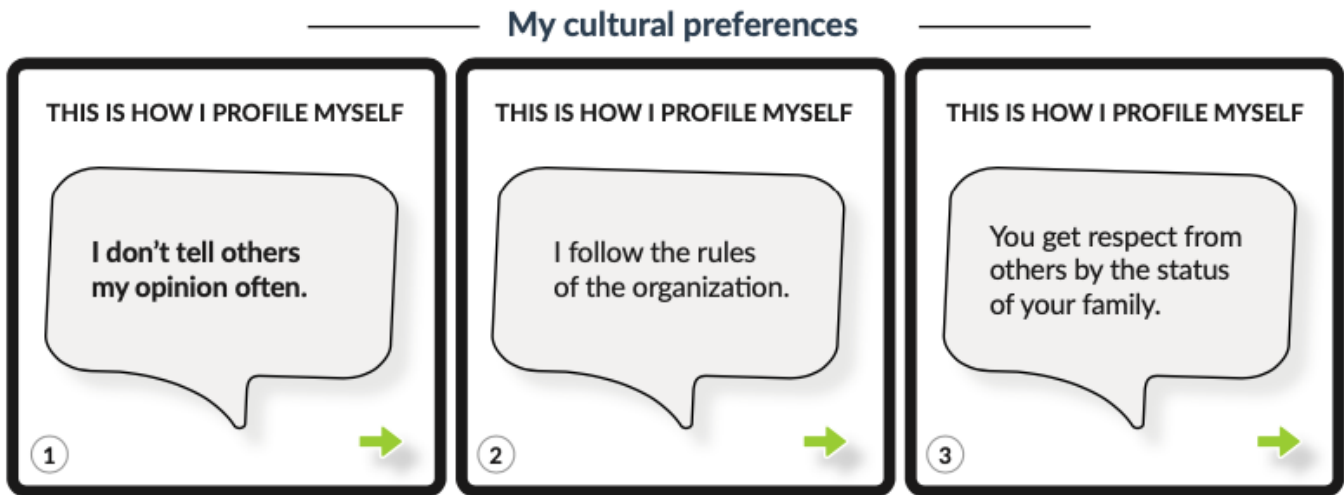 My cultural preferences
THIS IS HOW I PROFILE MYSELF
I don’t tell others
my opinion often.
1
THIS IS HOW I PROFILE MYSELF
I follow the rules
of the organization.
2
THIS IS HOW I PROFILE MYSELF
You get respect from
others by the status
of your family.
3